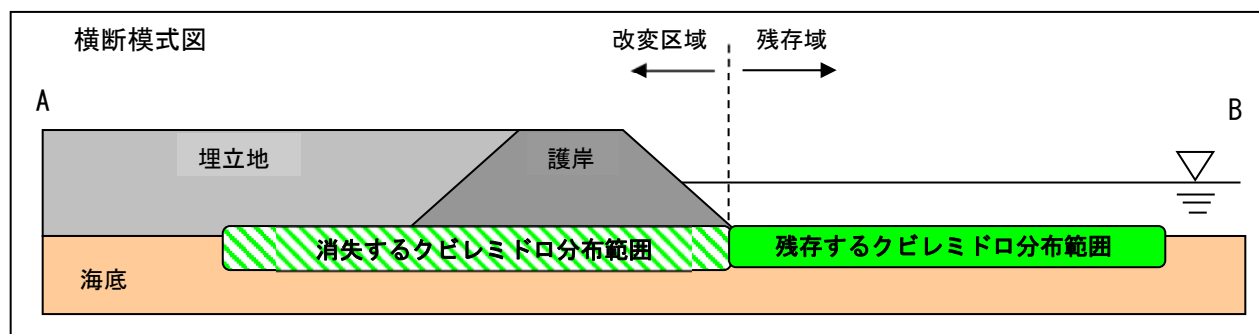 横断模式図
改変区域
残存域
A
B
埋立地
護岸
消失するクビレミドロ分布範囲
残存するクビレミドロ分布範囲
海底